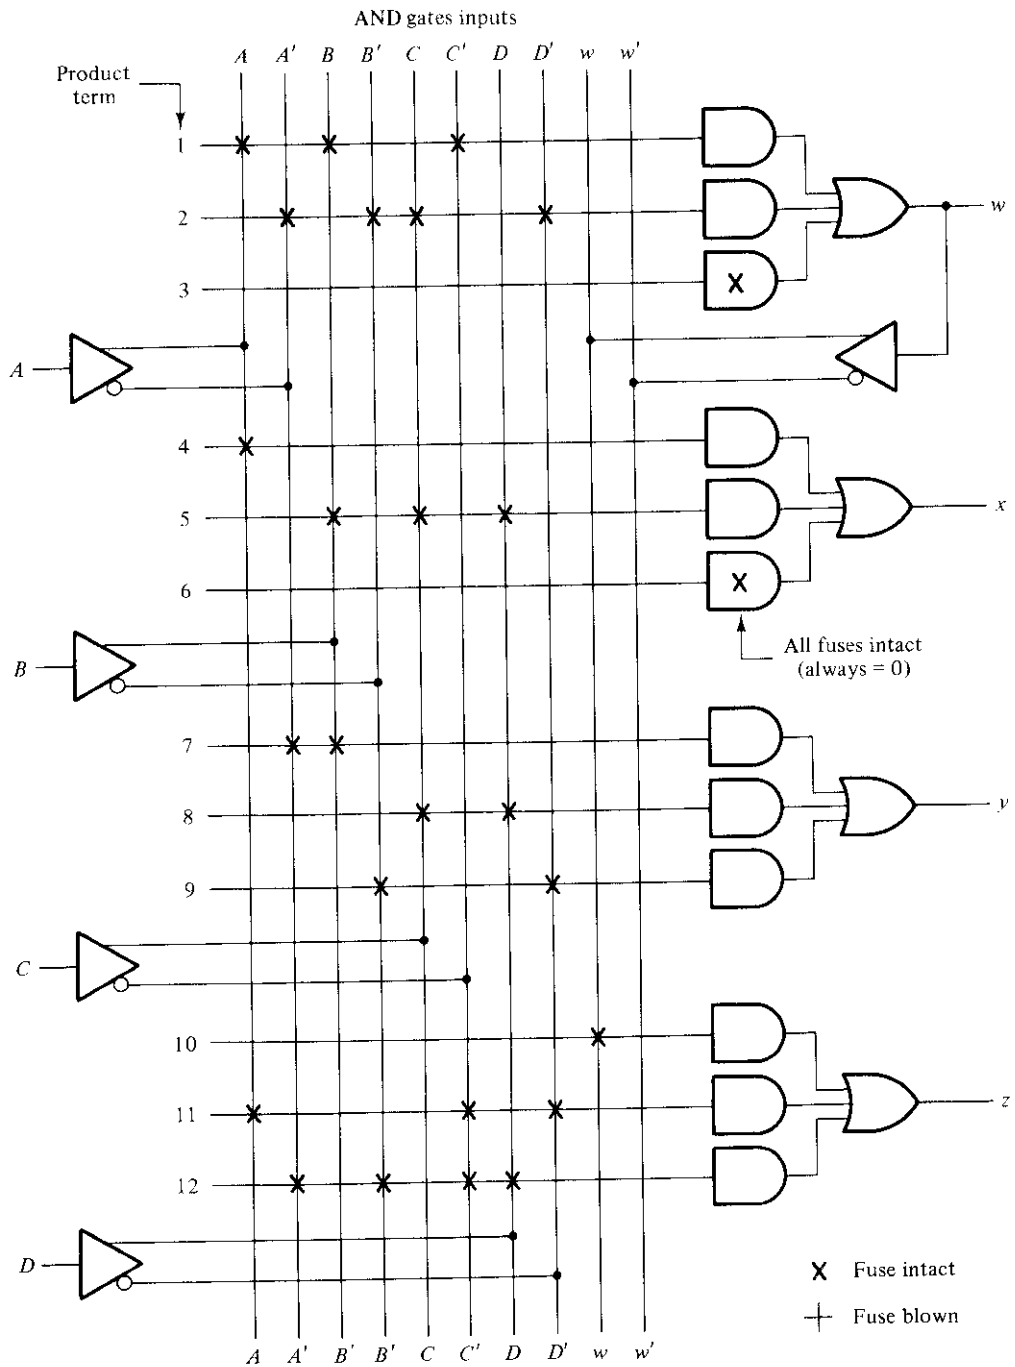 AND gates inputs
A A' B B' C C' D D' w w'
Product
term
1
w
2
3
A
4
x
5
6
All fuses intact
(always = 0)
B
7
y
8
9
C
10
z
11
12
D
X Fuse intact
Fuse blown
A A' B' B' C C' D D' w w'